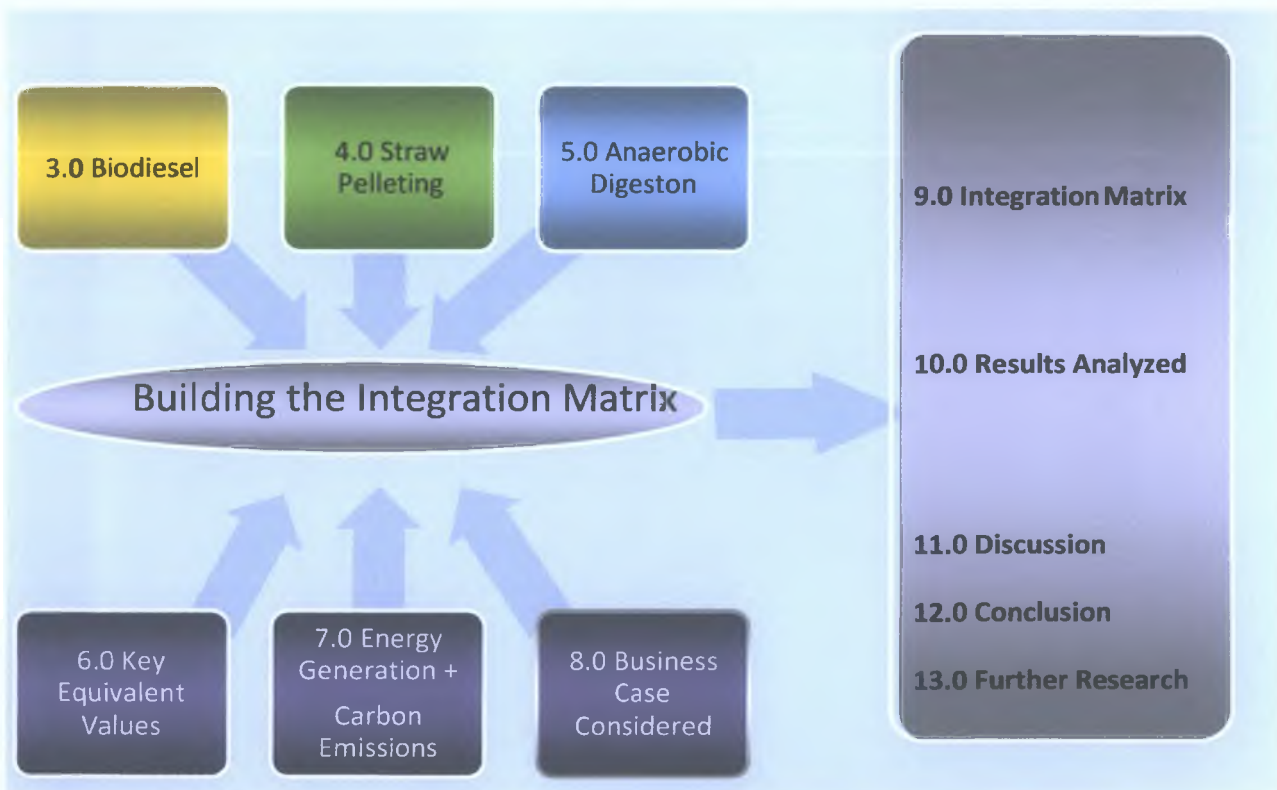 3.0 Biodiesel
4.0 Straw
Pelleting
5.0 Anaerobic
Digeston
Building the Integration Matrix
6.0 Key
Equivalent
Values
7.0 Energy
Generation +
Carbon
Emissions
8.0 Business
Case
Considered
9.0 Integration Matrix
10.0 Results Analyzed
11.0 Discussion
12.0 Conclusion
13.0 Further Research